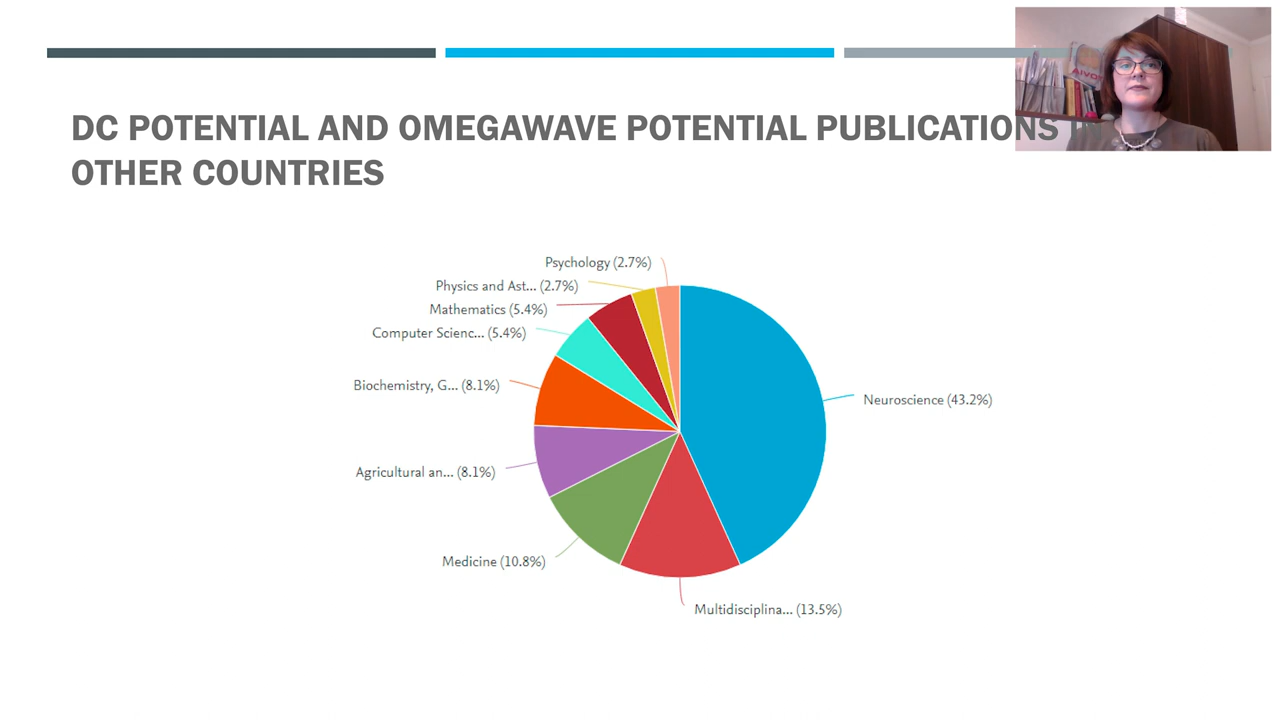 DC POTENTIAL AND OMEGAWAVE POTENTIAL PUBLICATIONS
OTHER COUNTRIES
Psychology (2.7%)
Physics and Ast... (2.7%)
Mathematics (5.4%)
Computer Scienc... (5.4%)
Biochemistry, G... (8.1%)
Neuroscience (43.2%)
Agricultural an... (8.1%)
Medicine (10.8%)
Multidisciplina... (13.5%)